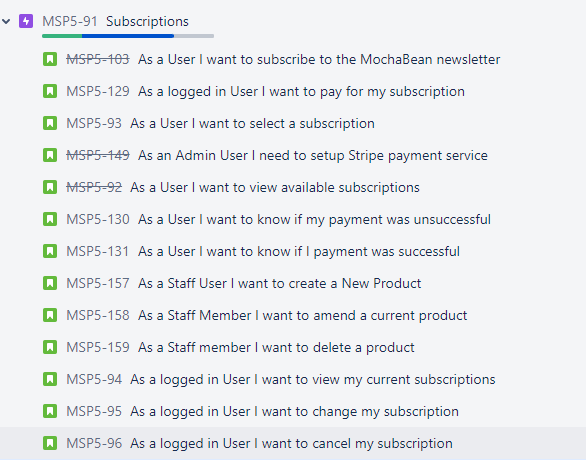 MSP5-91 Subscriptions
MSP5-103 As a User I want to subscribe to the MochaBean newsletter
MSP5-129 As a logged in User I want to pay for my subscription
MSP5-93 As a User I want to select a subscription
MSP5-149 As an Admin User I need to setup Stripe payment service
MSP5-92 As a User I want to view available subscriptions
MSP5-130 As a User I want to know if my payment was unsuccessful
MSP5-131 As a User I want to know if I payment was successful
MSP5-157 As a Staff User I want to create a New Product
MSP5-158 As a Staff Member I want to amend a current product
MSP5-159 As a Staff member I want to delete a product
MSP5-94 As a logged in User I want to view my current subscriptions
MSP5-95 As a logged in User I want to change my subscription
MSP5-96 As a logged in User I want to cancel my subscription